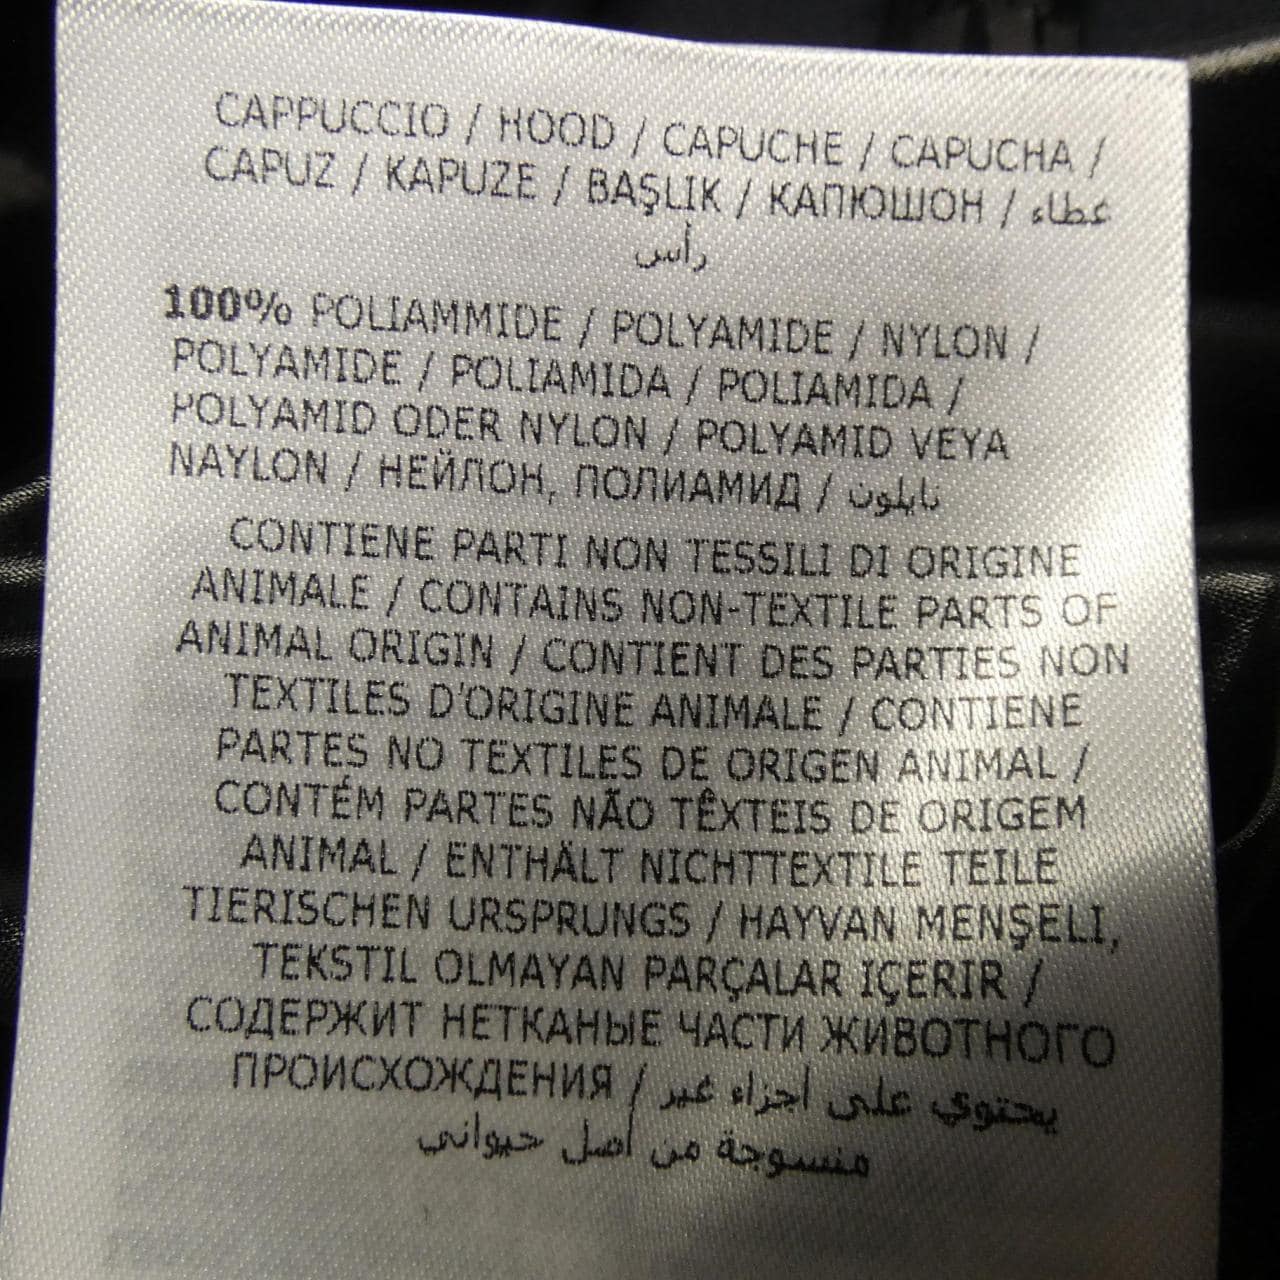 CAPPUCCIO / HOOD / CAPUCHE / CAPUCHA /
CAPUZ / KAPUZE / BAŞLIK / КАПЮШОН / غطاء
رأس
100% POLIAMMIDE / POLYAMIDE / NYLON /
POLYAMIDE / POLIAMIDA / POLIAMIDA /
POLYAMID ODER NYLON / POLYAMID VEYA
NAYLON / НЕЙЛОН, ПОЛИАМИД / نايلون
CONTIENE PARTI NON TESSILI DI ORIGINE
ANIMALE / CONTAINS NON-TEXTILE PARTS OF
ANIMAL ORIGIN / CONTIENT DES PARTIES NON
TEXTILES D'ORIGINE ANIMALE / CONTIENE
PARTES NO TEXTILES DE ORIGEN ANIMAL /
CONTÉM PARTES NÃO TÊXTEIS DE ORIGEM
ANIMAL / ENTHÄLT NICHTTEXTILE TEILE
TIERISCHEN URSPRUNGS / HAYVAN MENŞELI,
TEKSTIL OLMAYAN PARÇALAR IÇERIR /
СОДЕРЖИТ НЕТКАНЫЕ ЧАСТИ ЖИВОТНОГО
ПРОИСХОЖДЕНИЯ / يحتوي على أجزاء غير
منسوجة من أصل حيواني